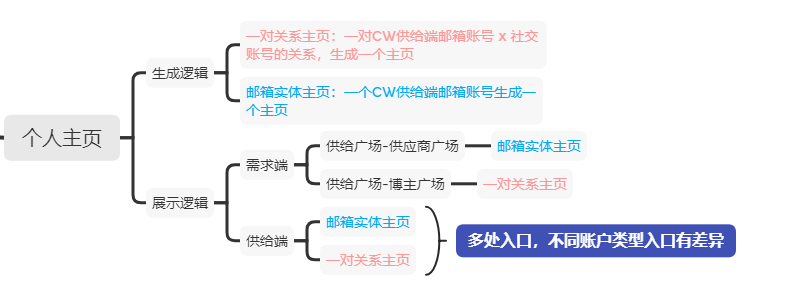 个人主页
生成逻辑
一对关系主页：一对CW供给端邮箱账号 x 社交
账号的关系，生成一个主页
邮箱实体主页：一个CW供给端邮箱账号生成一
个主页
展示逻辑
需求端
供给广场-供应商广场
邮箱实体主页
供给广场-博主广场
一对关系主页
供给端
邮箱实体主页
一对关系主页
多处入口，不同账户类型入口有差异